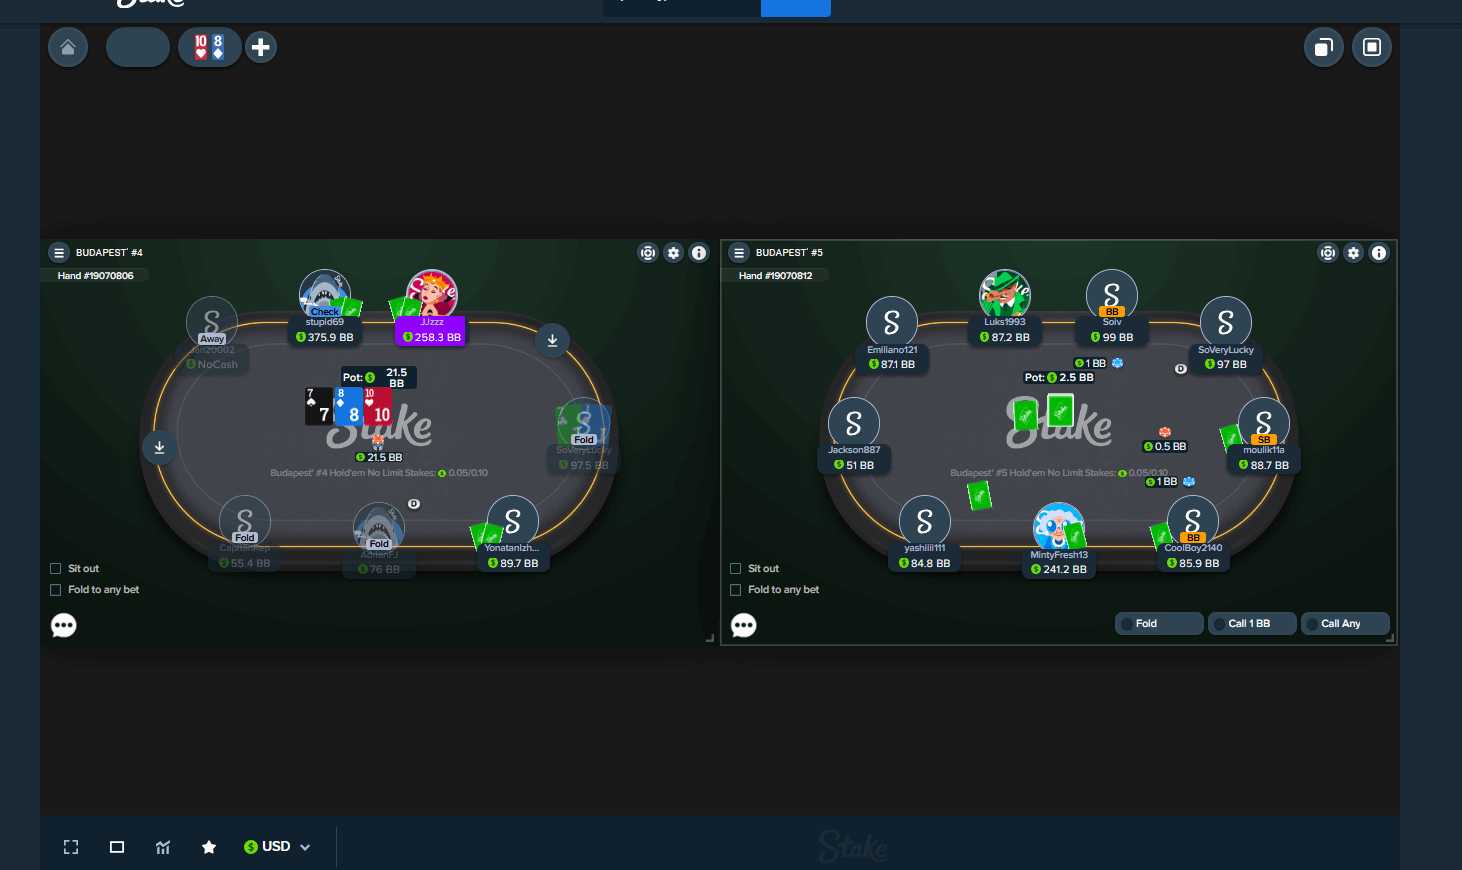 Stake
10 8
BUDAPEST' #4
Hand #19070806
Check
stupid69
375.9 BB
JJzzz
258.3 BB
Away
NoCash
Pot: 21.5 BB
7 7
8 8
10 10
Stake
21.5 BB
Budapest' #4 Hold'em No Limit Stakes: 0.05/0.10
Fold
SoVeryLucky
97.5 BB
D
Fold
55.4 BB
Fold
AdrianFJ
76 BB
S
YonatanIzh...
89.7 BB
Sit out
Fold to any bet
BUDAPEST' #5
Hand #19070812
S
Emiliano121
87.1 BB
Luks1993
87.2 BB
S
BB
Soiv
99 BB
S
SoVeryLucky
97 BB
1 BB
D
Pot: 2.5 BB
Stake
S
Jackson887
51 BB
0.5 BB
S
SB
moulik11a
88.7 BB
Budapest' #5 Hold'em No Limit Stakes: 0.05/0.10
1 BB
S
yashiii111
84.8 BB
MintyFresh13
241.2 BB
S
BB
CoolBoy2140
85.9 BB
Sit out
Fold to any bet
Fold
Call 1 BB
Call Any
USD
Stake